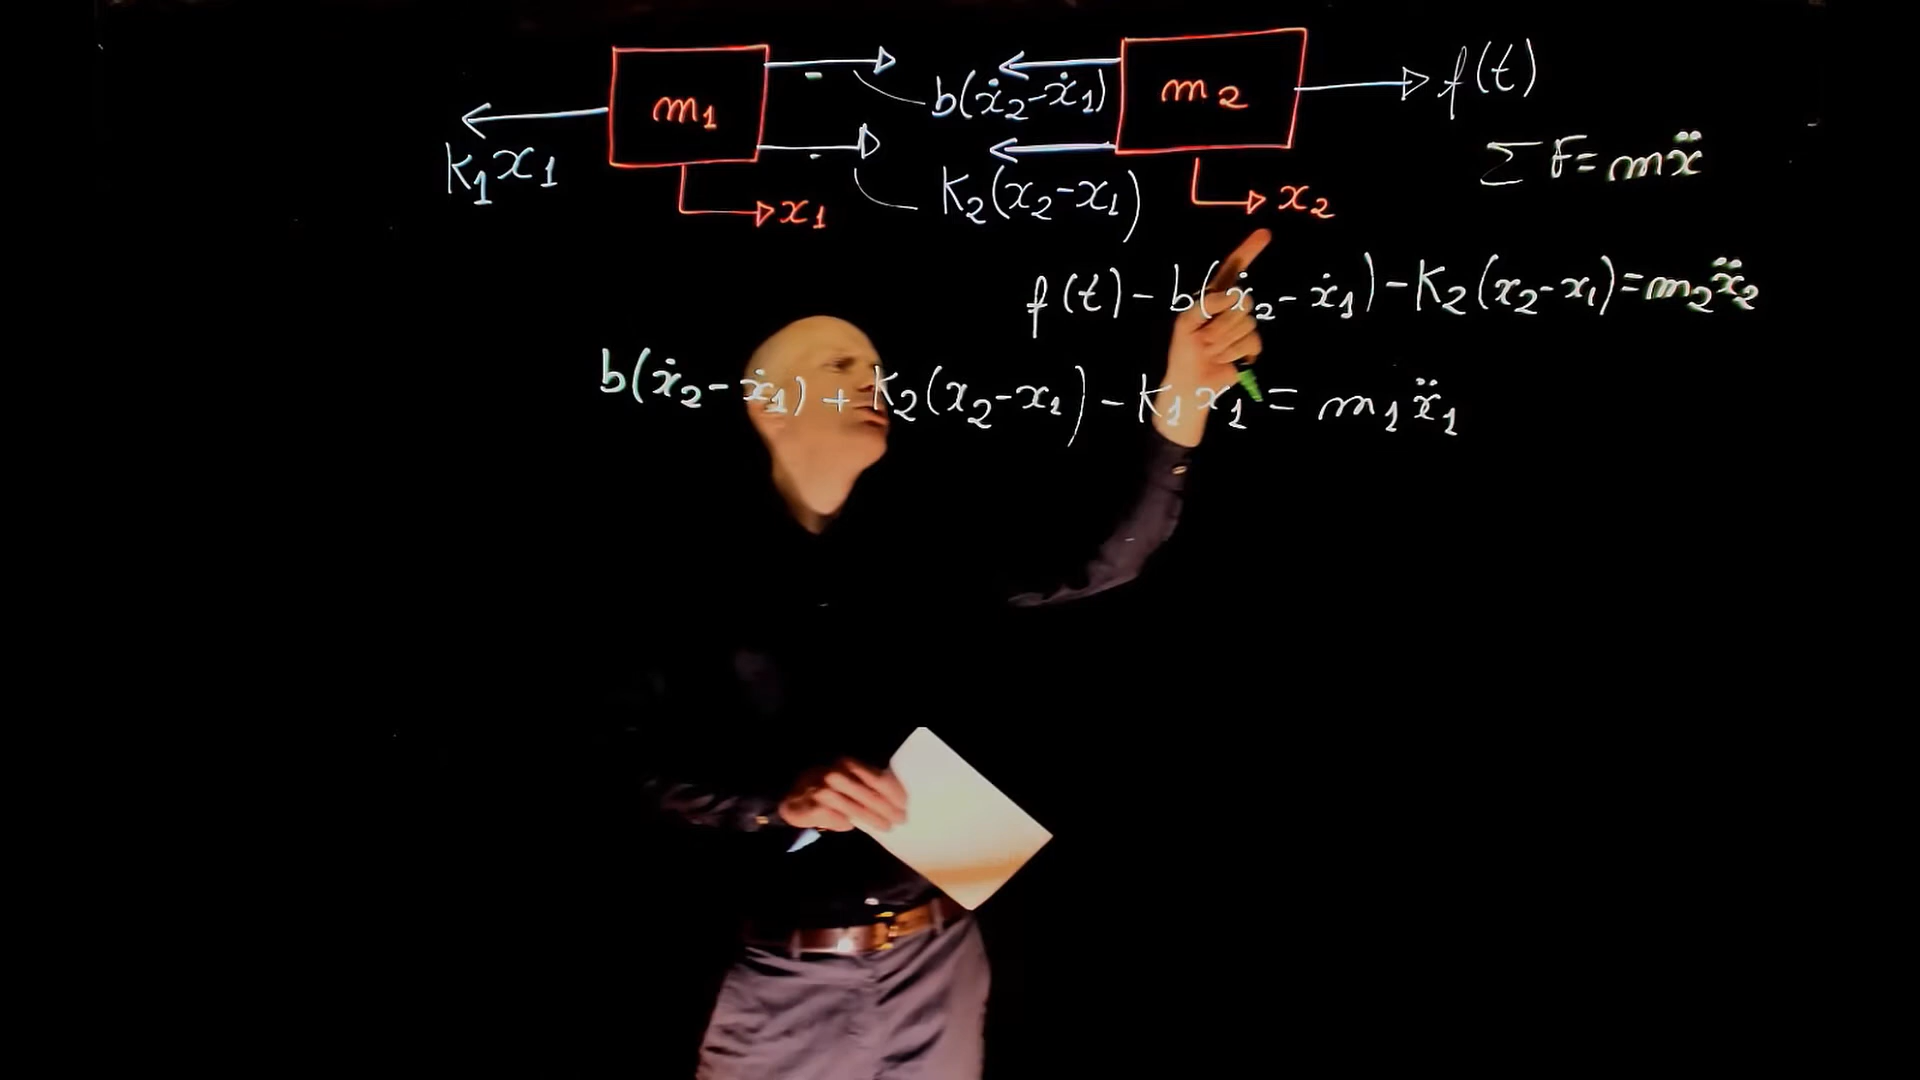 m1 m2 f(t)
b(ẋ2-ẋ1)
k1x1 k2(x2-x1) ΣF=mẍ
x1 x2
f(t)-b(ẋ2-ẋ1)-k2(x2-x1)=m2ẍ2
b(ẋ2-ẋ1)+k2(x2-x1)-k1x1=m1ẍ1